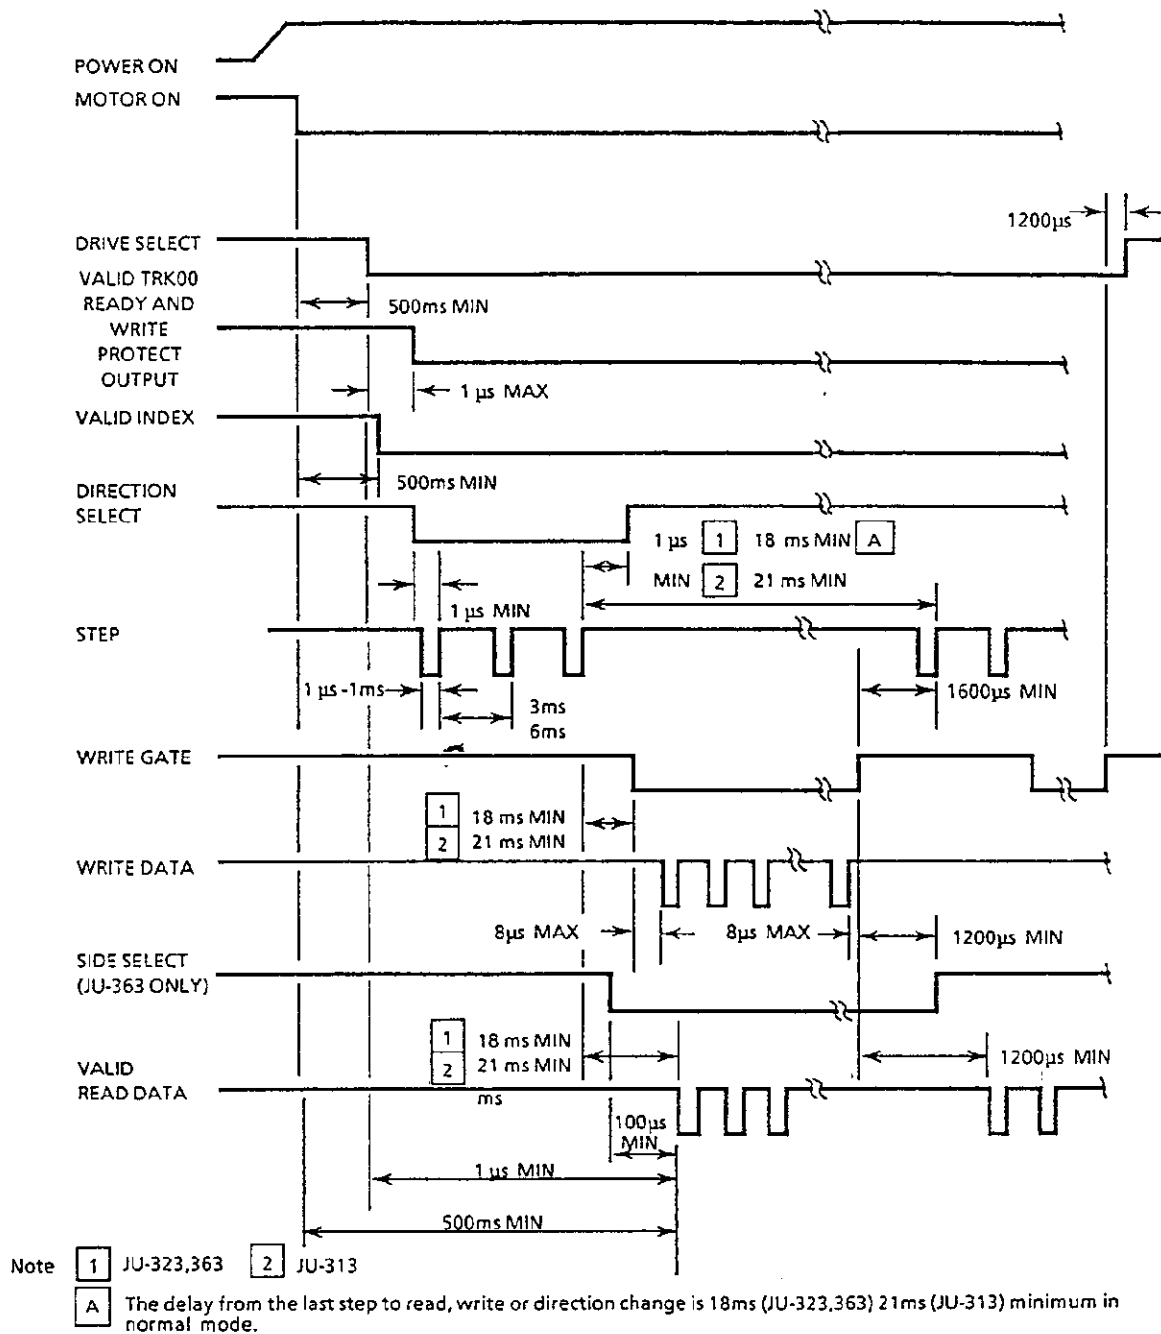 POWER ON
MOTOR ON
1200µs
DRIVE SELECT
VALID TRK00
READY AND
WRITE
PROTECT
OUTPUT
500ms MIN
1 µs MAX
VALID INDEX
500ms MIN
DIRECTION
SELECT
1 µs 1 18 ms MIN A
MIN 2 21 ms MIN
1 µs MIN
STEP
1 µs-1ms
3ms
6ms
1600µs MIN
WRITE GATE
1 18 ms MIN
2 21 ms MIN
WRITE DATA
8µs MAX
8µs MAX
1200µs MIN
SIDE SELECT
(JU-363 ONLY)
1 18 ms MIN
2 21 ms MIN
ms
1200µs MIN
VALID
READ DATA
100µs
MIN
1 µs MIN
500ms MIN
Note 1 JU-323,363 2 JU-313
A The delay from the last step to read, write or direction change is 18ms (JU-323,363) 21ms (JU-313) minimum in
normal mode.